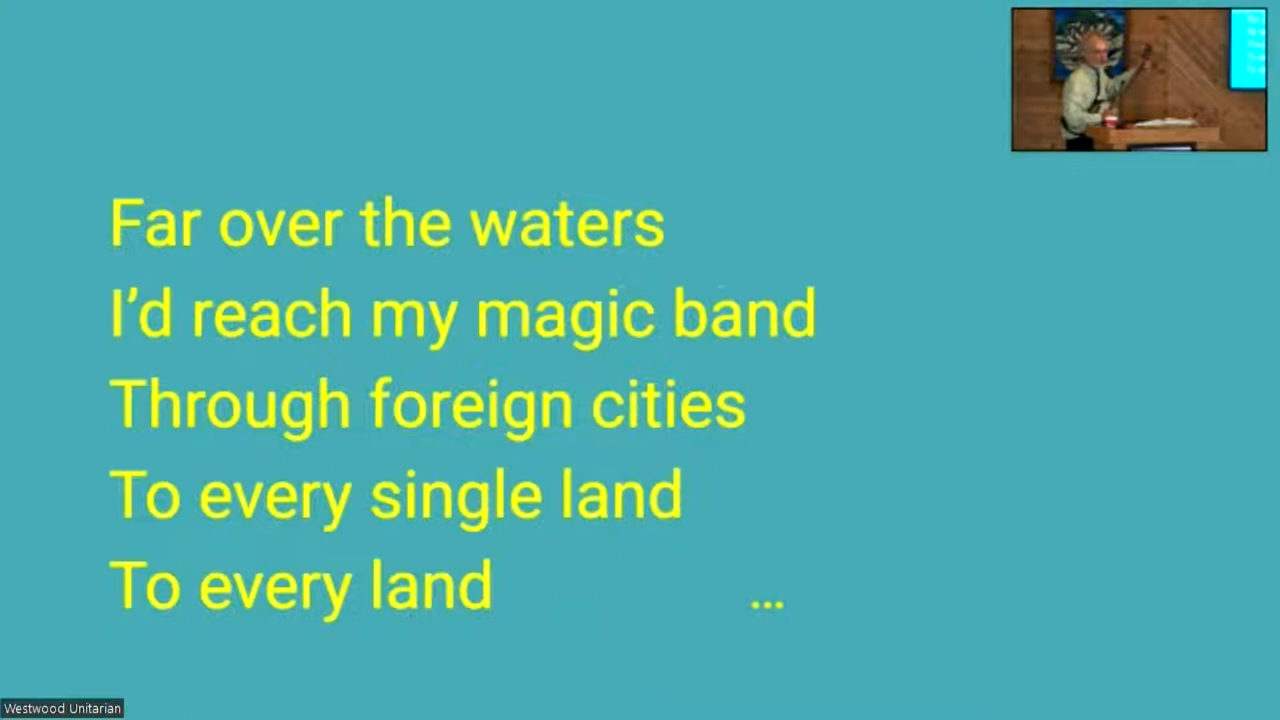 Far over the waters
I’d reach my magic band
Through foreign cities
To every single land
To every land ...
Westwood Unitarian